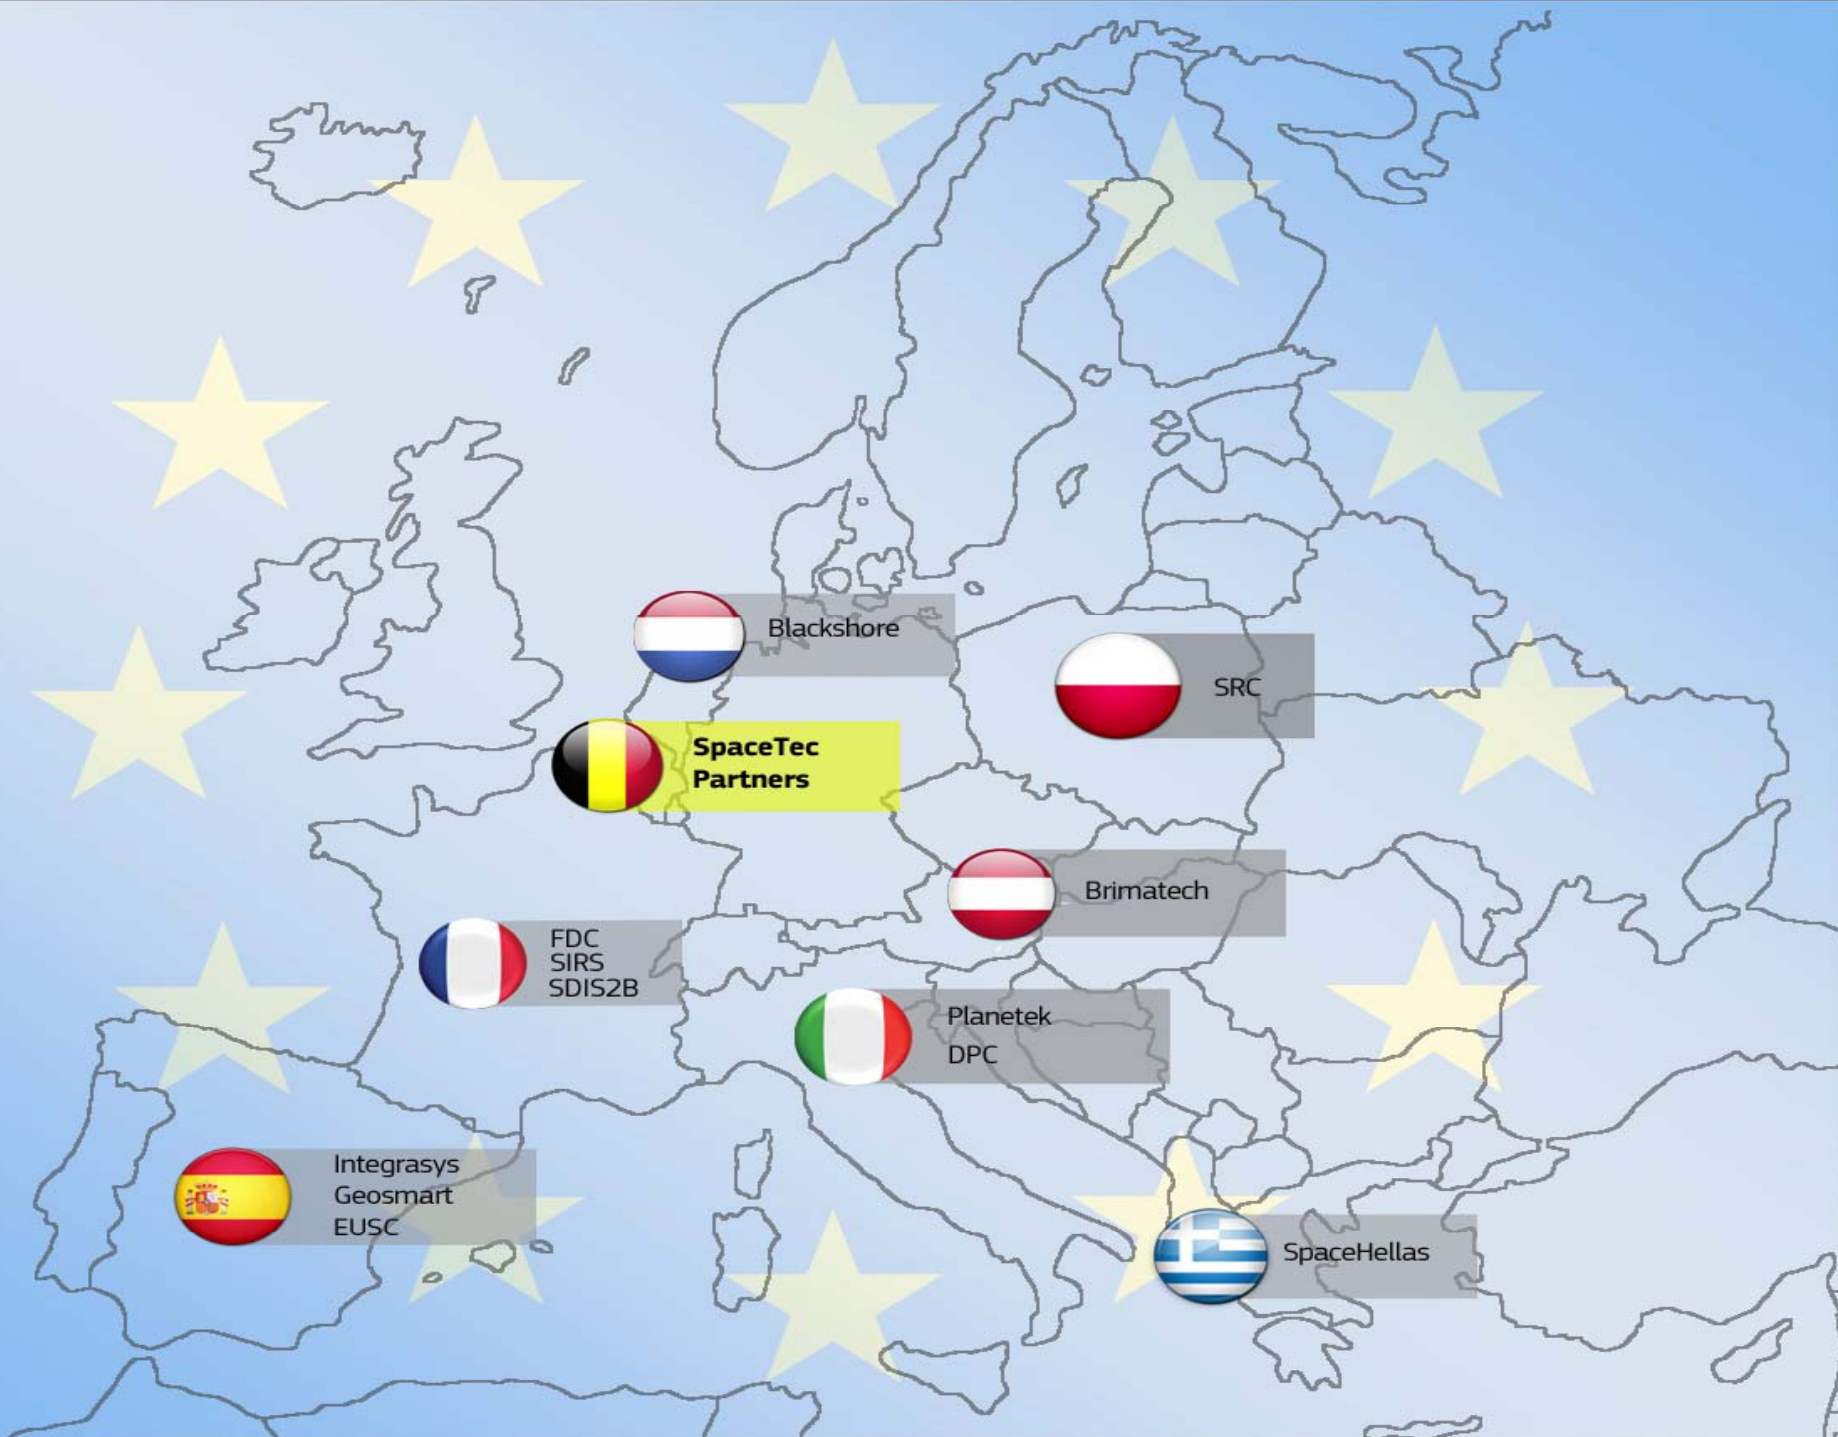 Blackshore
SRC
SpaceTec
Partners
Brimatech
FDC
SIRS
SDIS2B
Planetek
DPC
Integrasys
Geosmart
EUSC
SpaceHellas